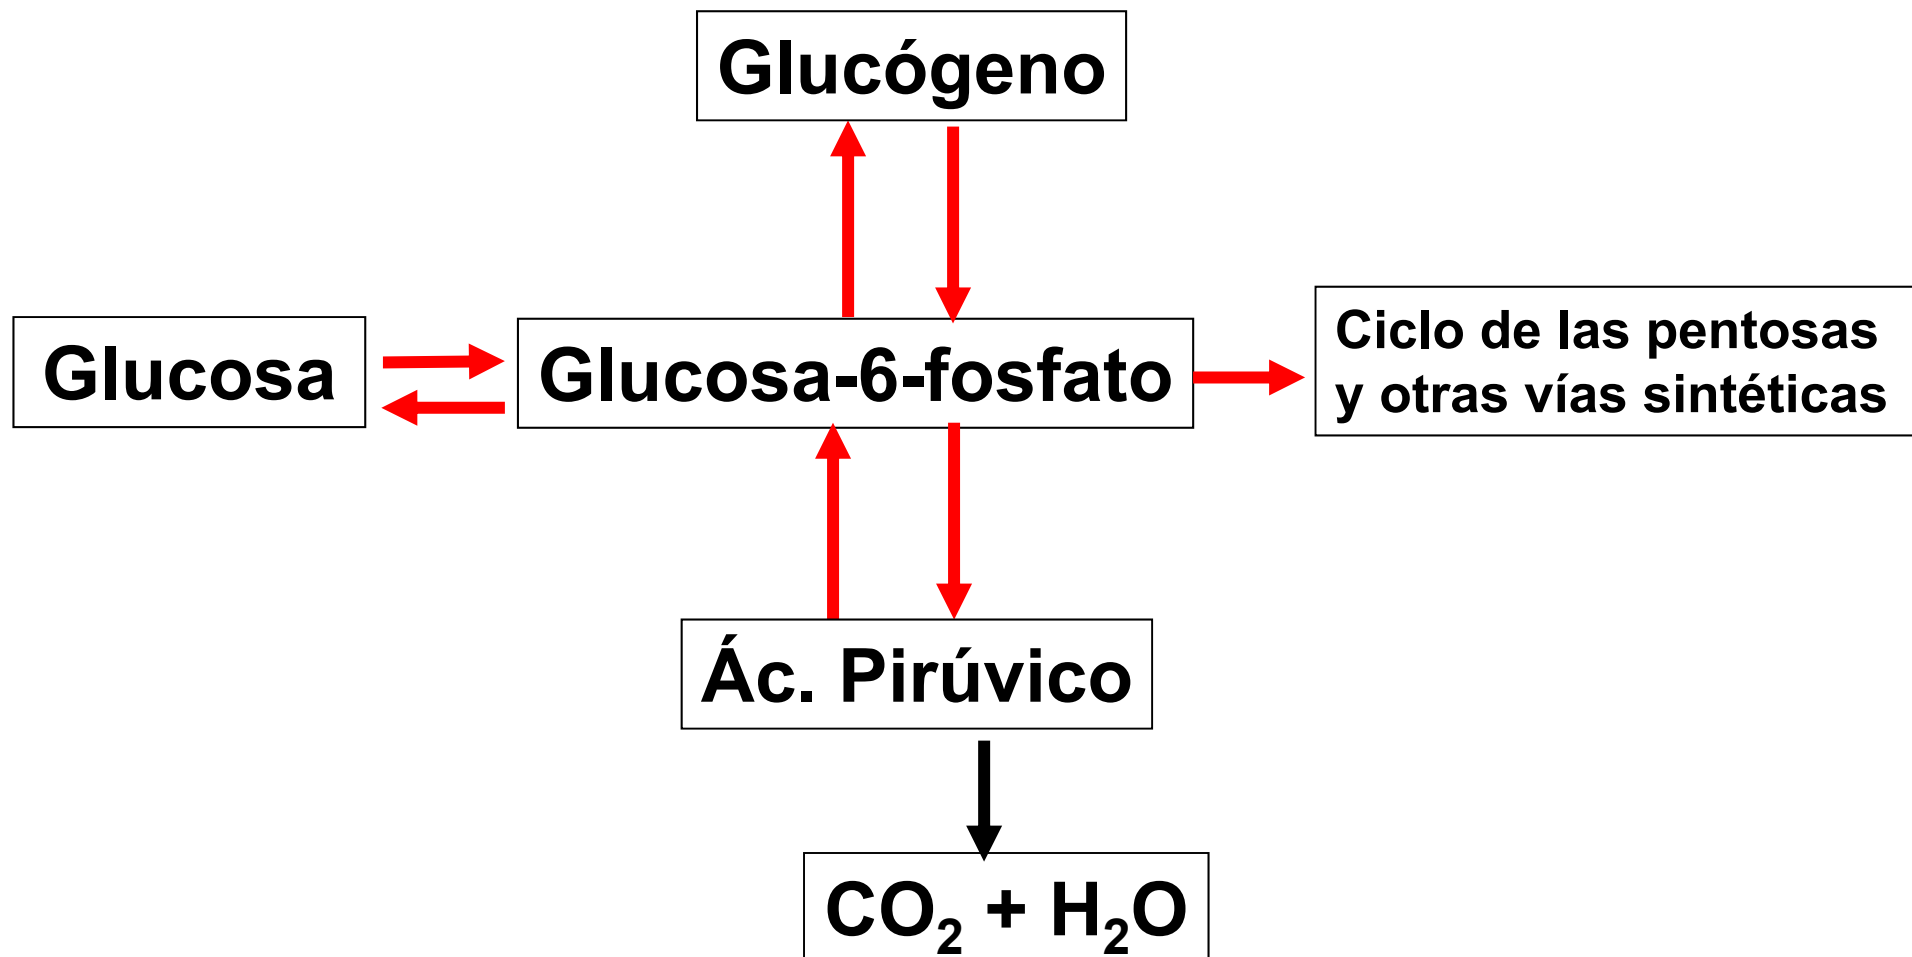 Glucógeno
Glucosa
Glucosa-6-fosfato
Ciclo de las pentosas
y otras vías sintéticas
Ác. Pirúvico
CO₂ + H₂O